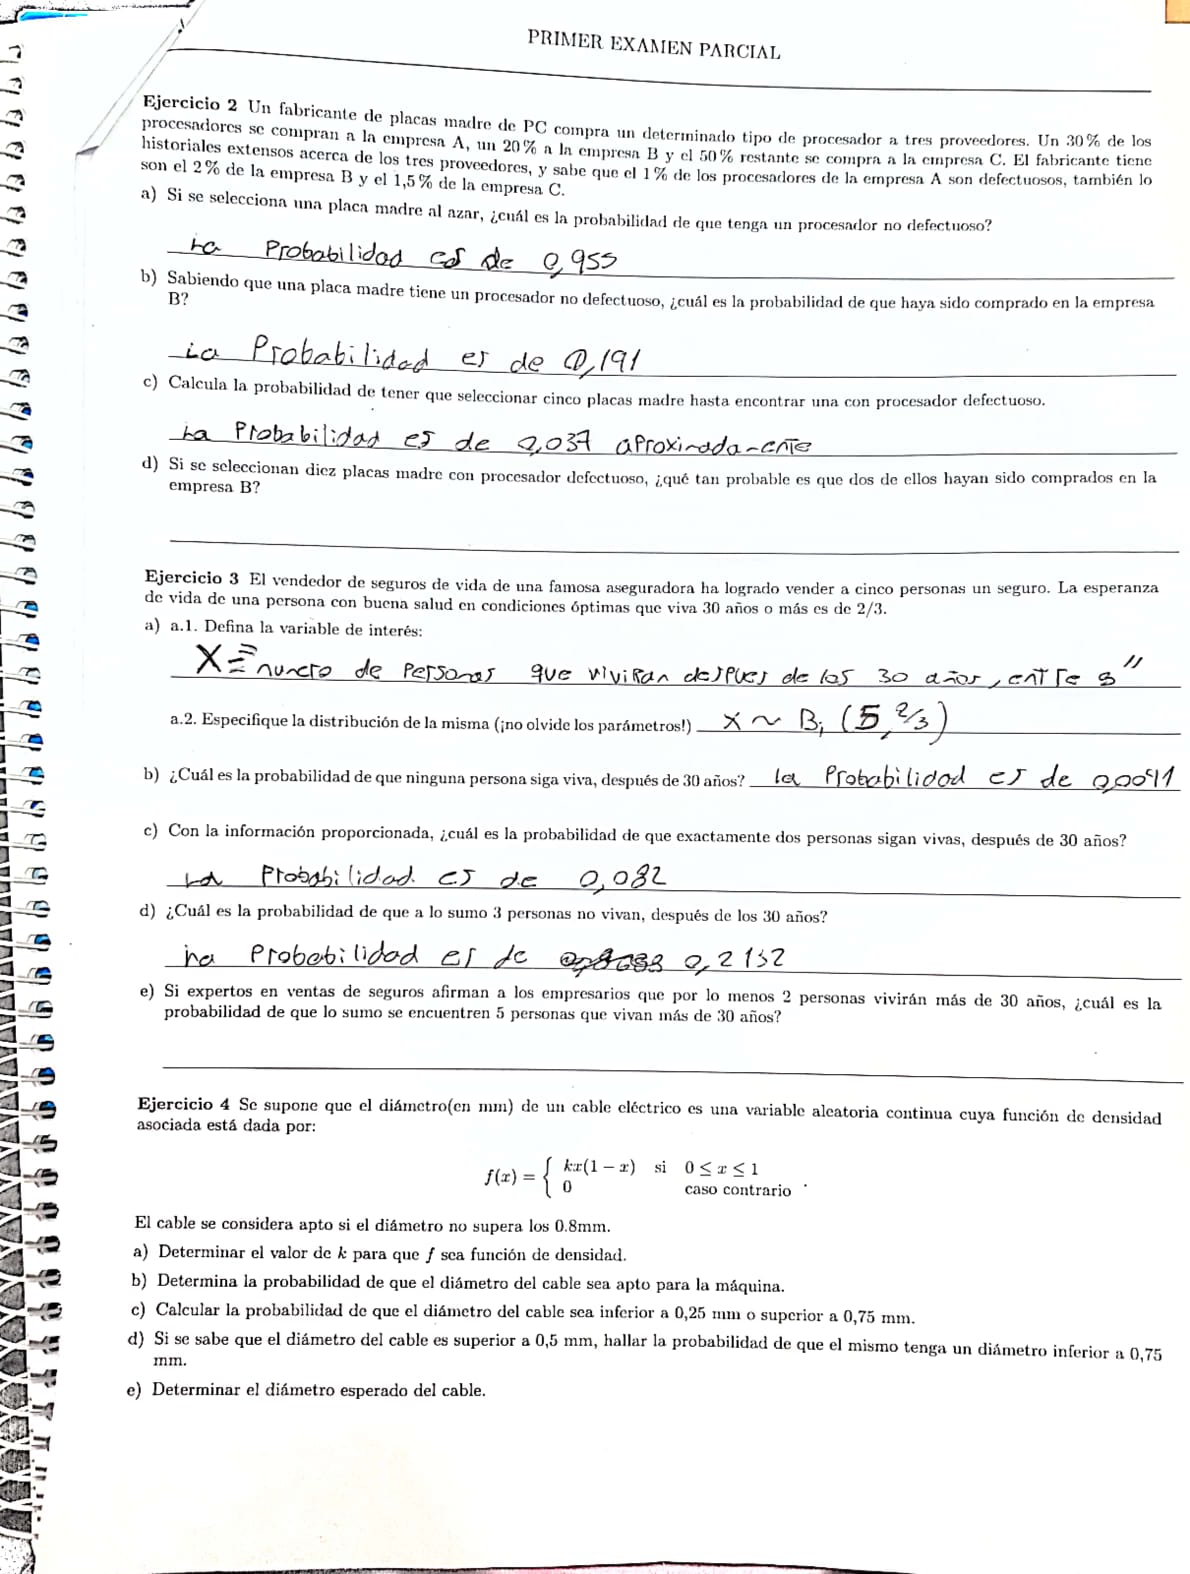 PRIMER EXAMEN PARCIAL
Ejercicio 2 Un fabricante de placas madre de PC compra un determinado tipo de procesador a tres proveedores. Un 30% de los
procesadores se compran a la empresa A, un 20% a la empresa B y el 50% restante se compra a la empresa C. El fabricante tiene
historiales extensos acerca de los tres proveedores, y sabe que el 1% de los procesadores de la empresa A son defectuosos, también lo
son el 2% de la empresa B y el 1,5% de la empresa C.
a) Si se selecciona una placa madre al azar, ¿cuál es la probabilidad de que tenga un procesador no defectuoso?
La Probabilidad es de 0,955
b) Sabiendo que una placa madre tiene un procesador no defectuoso, ¿cuál es la probabilidad de que haya sido comprado en la empresa
B?
La Probabilidad es de 0,191
c) Calcula la probabilidad de tener que seleccionar cinco placas madre hasta encontrar una con procesador defectuoso.
La Probabilidad es de 0,037 aproximadamente
d) Si se seleccionan diez placas madre con procesador defectuoso, ¿qué tan probable es que dos de ellos hayan sido comprados en la
empresa B?
Ejercicio 3 El vendedor de seguros de vida de una famosa aseguradora ha logrado vender a cinco personas un seguro. La esperanza
de vida de una persona con buena salud en condiciones óptimas que viva 30 años o más es de 2/3.
a) a.1. Defina la variable de interés:
X = "numero de personas que viviran despues de los 30 años, entre 5"
a.2. Especifique la distribución de la misma (¡no olvide los parámetros!) X ~ Bi (5, 2/3)
b) ¿Cuál es la probabilidad de que ninguna persona siga viva, después de 30 años? la Probabilidad es de 0,0041
c) Con la información proporcionada, ¿cuál es la probabilidad de que exactamente dos personas sigan vivas, después de 30 años?
La Probabilidad es de 0,082
d) ¿Cuál es la probabilidad de que a lo sumo 3 personas no vivan, después de los 30 años?
La Probabilidad es de 0,2132
e) Si expertos en ventas de seguros afirman a los empresarios que por lo menos 2 personas vivirán más de 30 años, ¿cuál es la
probabilidad de que lo sumo se encuentren 5 personas que vivan más de 30 años?
Ejercicio 4 Se supone que el diámetro(en mm) de un cable eléctrico es una variable aleatoria continua cuya función de densidad
asociada está dada por:
f(x) = { kx(1 − x) si 0 ≤ x ≤ 1
0 caso contrario .
El cable se considera apto si el diámetro no supera los 0.8mm.
a) Determinar el valor de k para que f sea función de densidad.
b) Determina la probabilidad de que el diámetro del cable sea apto para la máquina.
c) Calcular la probabilidad de que el diámetro del cable sea inferior a 0,25 mm o superior a 0,75 mm.
d) Si se sabe que el diámetro del cable es superior a 0,5 mm, hallar la probabilidad de que el mismo tenga un diámetro inferior a 0,75
mm.
e) Determinar el diámetro esperado del cable.